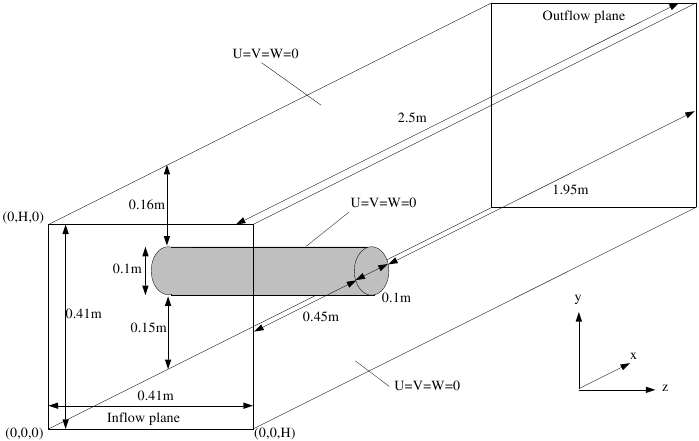 Outflow plane
U=V=W=0
2.5m
1.95m
0.16m
U=V=W=0
(0,H,0)
0.1m
0.1m
0.41m
0.45m
0.15m
y
x
z
U=V=W=0
0.41m
Inflow plane
(0,0,0)
(0,0,H)